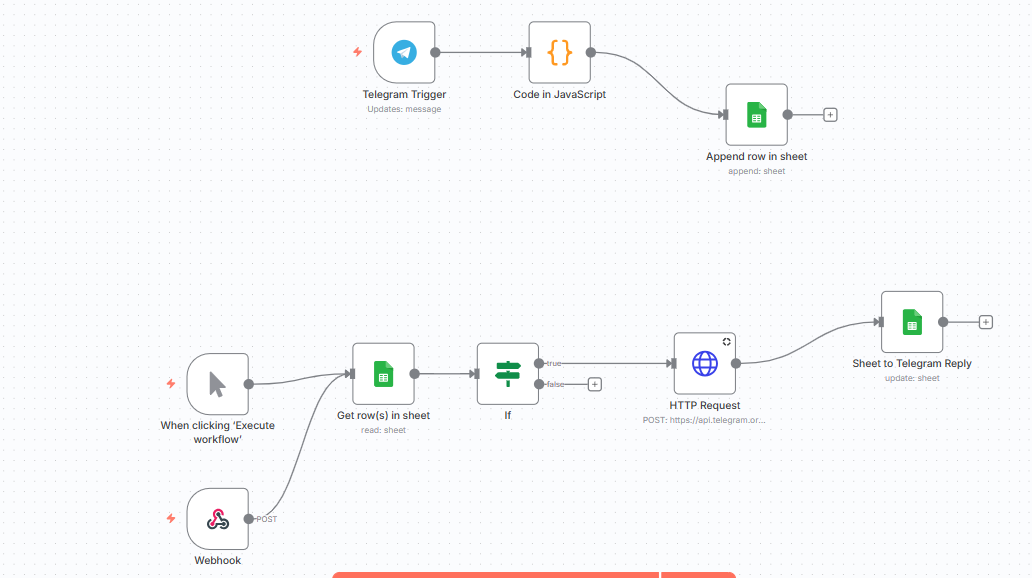 Telegram Trigger
Updates: message
Code in JavaScript
Append row in sheet
append: sheet
Sheet to Telegram Reply
update: sheet
true
false
HTTP Request
POST: https://api.telegram.or...
Get row(s) in sheet
read: sheet
If
When clicking ‘Execute
workflow’
POST
Webhook